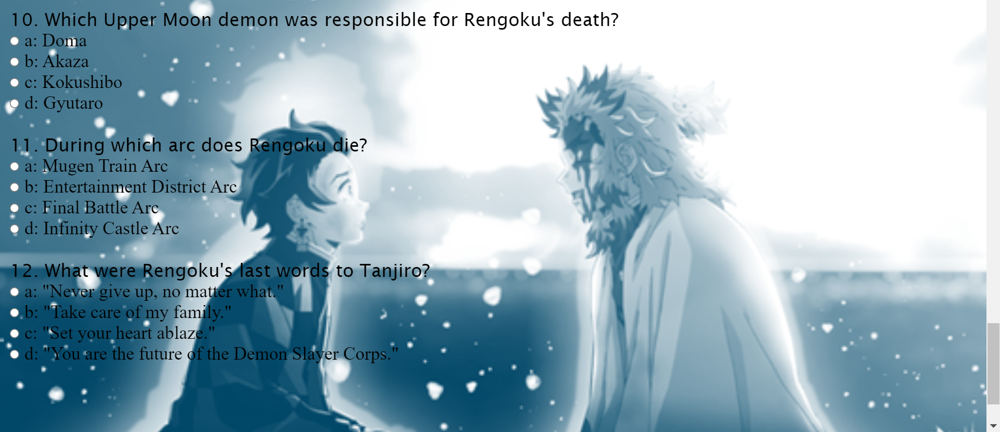 10. Which Upper Moon demon was responsible for Rengoku's death?
a: Doma
b: Akaza
c: Kokushibo
d: Gyutaro
11. During which arc does Rengoku die?
a: Mugen Train Arc
b: Entertainment District Arc
c: Final Battle Arc
d: Infinity Castle Arc
12. What were Rengoku's last words to Tanjiro?
a: "Never give up, no matter what."
b: "Take care of my family."
c: "Set your heart ablaze."
d: "You are the future of the Demon Slayer Corps."